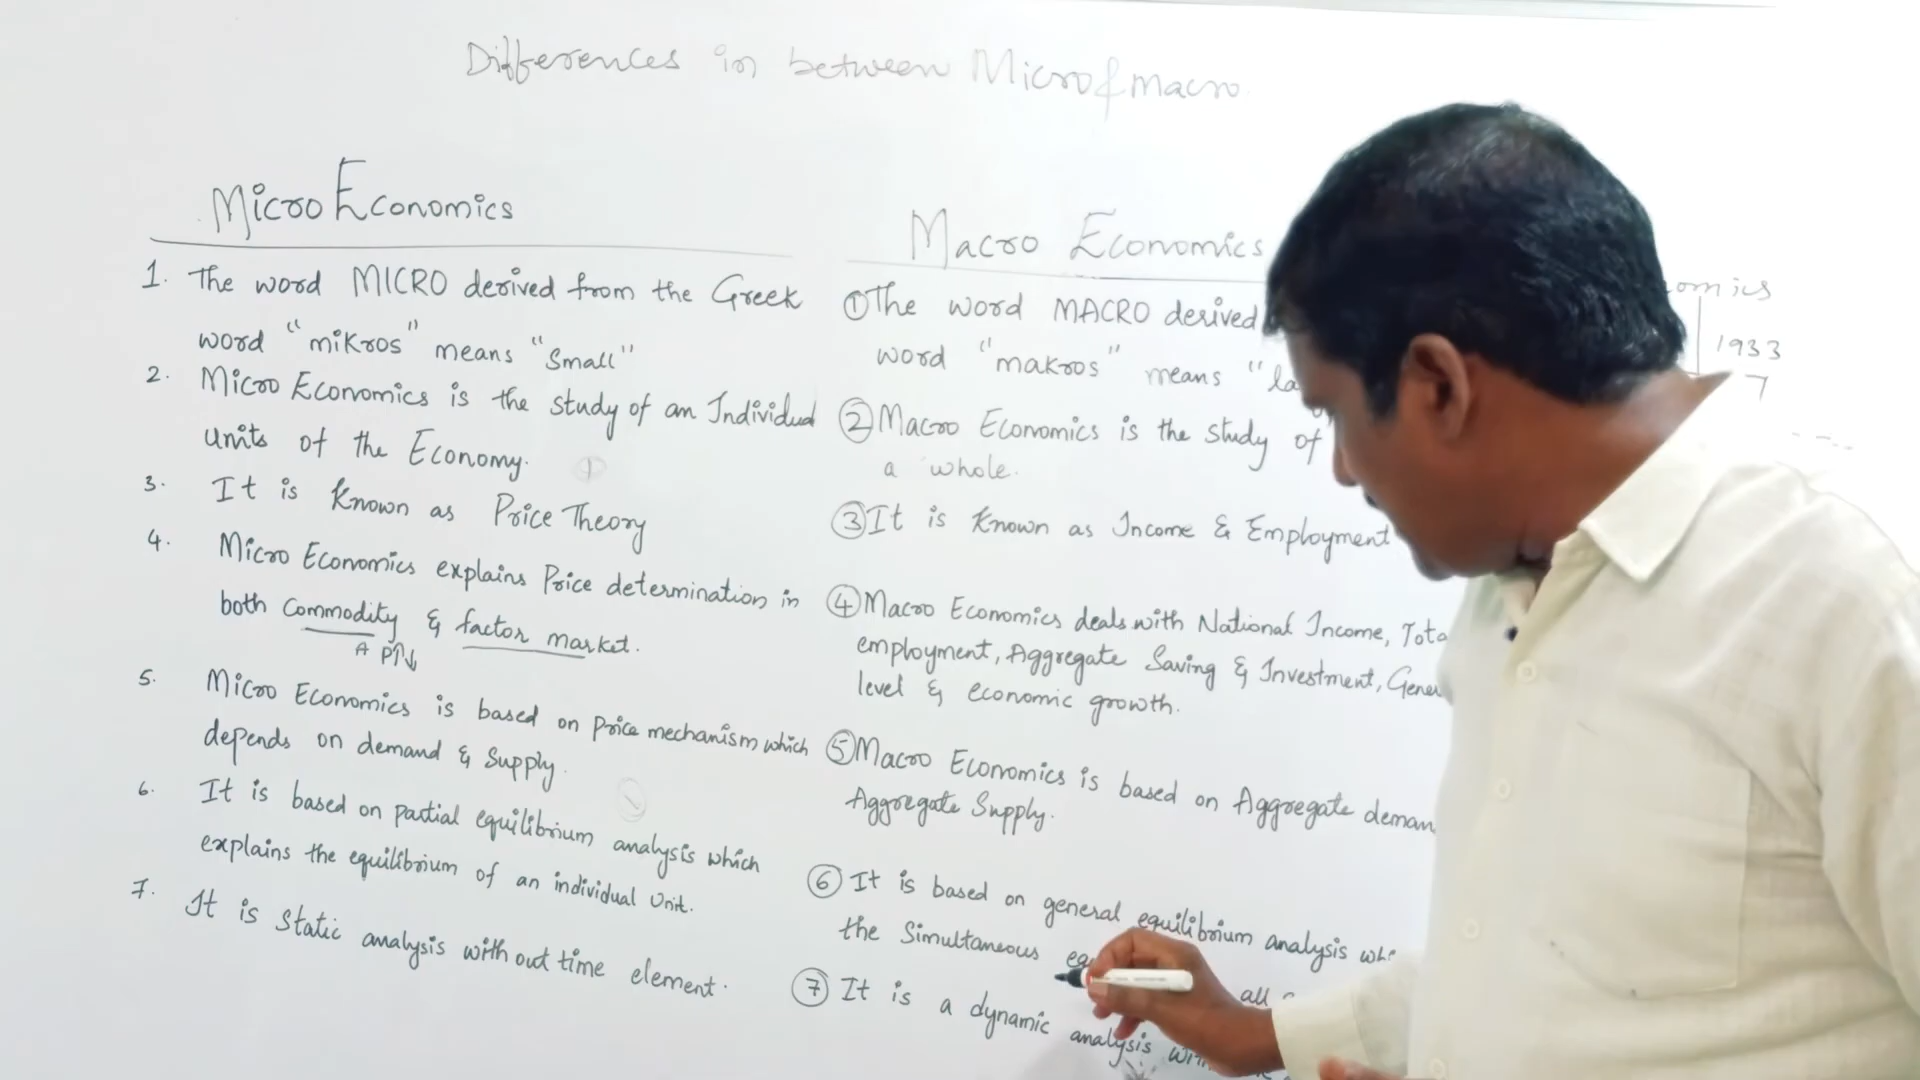 Differences in between Micro & macro
Micro Economics
1. The word MICRO derived from the Greek
word "mikros" means "Small"
2. Micro Economics is the study of an Individual
units of the Economy.
3. It is known as Price Theory
4. Micro Economics explains Price determination in
both Commodity & factor market.
A P↑↓
5. Micro Economics is based on Price mechanism which
depends on demand & Supply.
6. It is based on partial equilibrium analysis which
explains the equilibrium of an individual Unit.
7. It is static analysis with out time element.
Macro Economics
① The word MACRO derived
word "makros" means "la
② Macro Economics is the study of
a whole.
③ It is known as Income & Employment
④ Macro Economics deals with National Income, Tota
employment, Aggregate Saving & Investment, Gener
level & economic growth.
⑤ Macro Economics is based on Aggregate deman
Aggregate Supply.
⑥ It is based on general equilibrium analysis whi
the Simultaneous all
⑦ It is a dynamic analysis
omics
1933
7